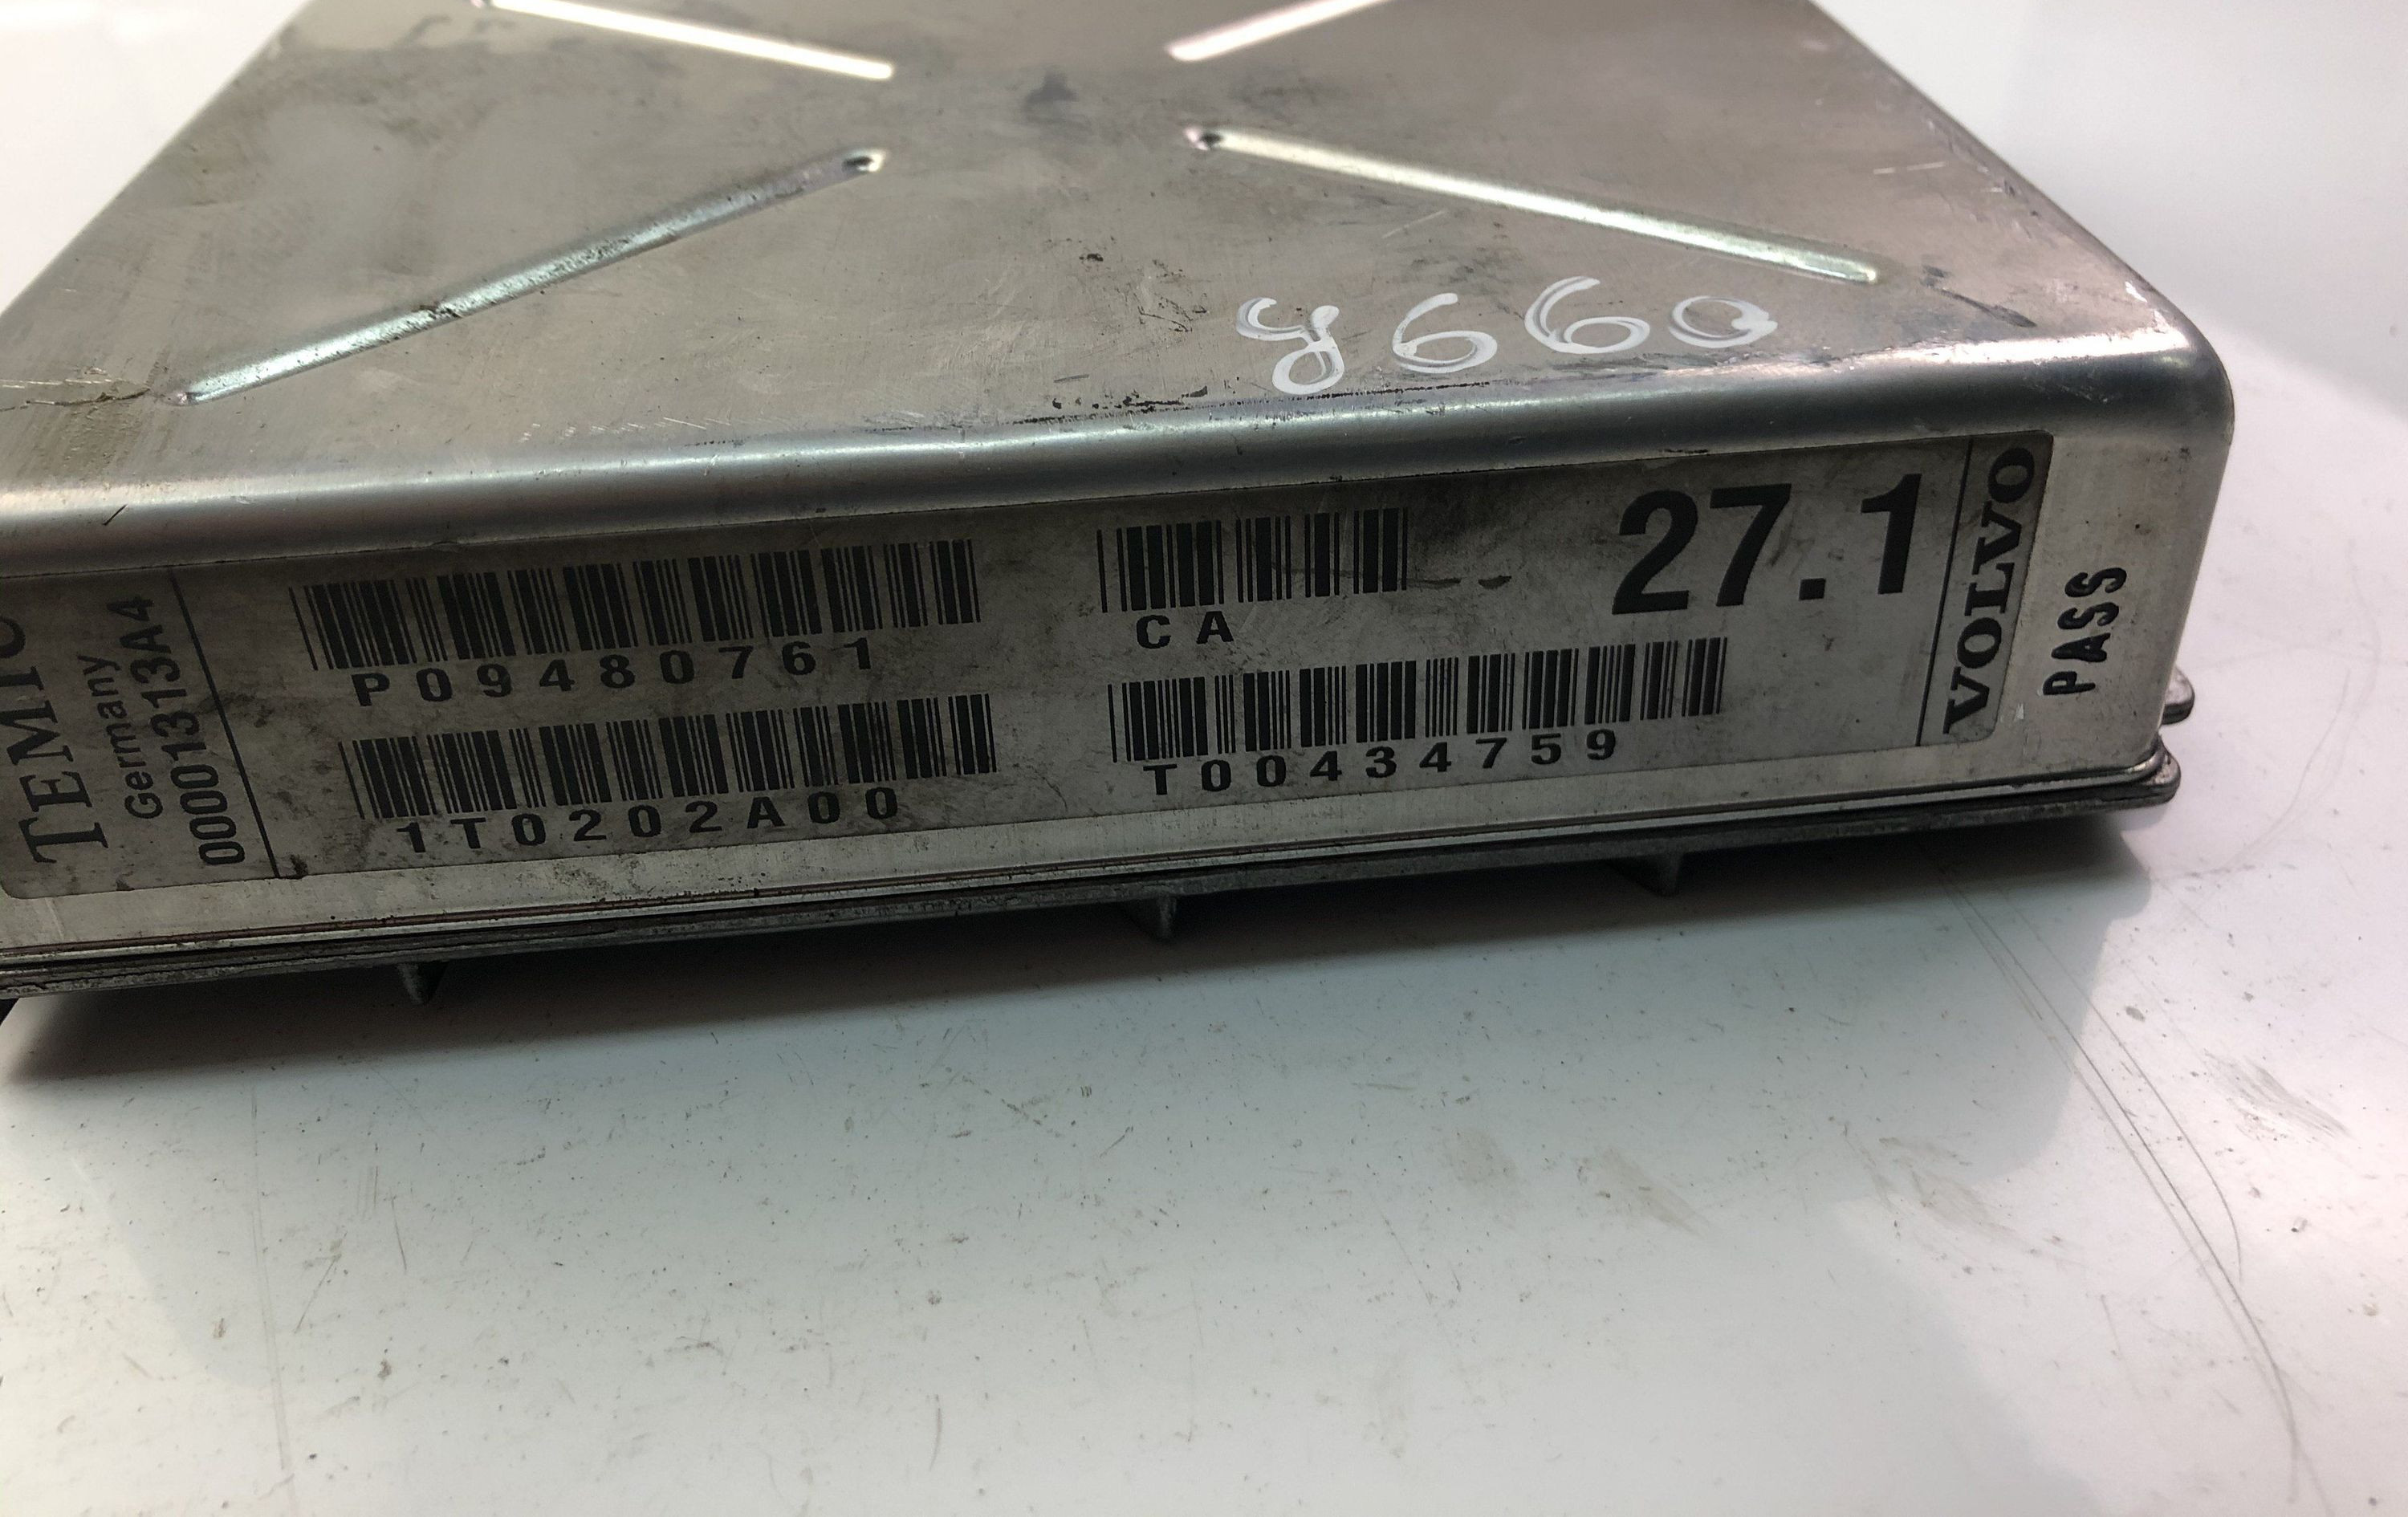 8660
TEMIC
Germany
00001313A4
P09480761
1T0202A00
CA
T00434759
27.1
VOLVO
PASS